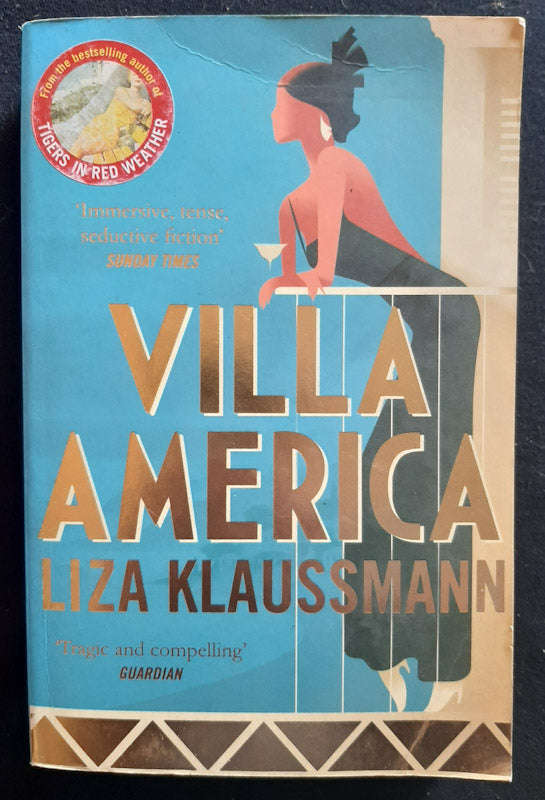 From the bestselling author of
TIGERS IN RED WEATHER
‘Immersive, tense,
seductive fiction’
SUNDAY TIMES
VILLA
AMERICA
LIZA KLAUSSMANN
‘Tragic and compelling’
GUARDIAN